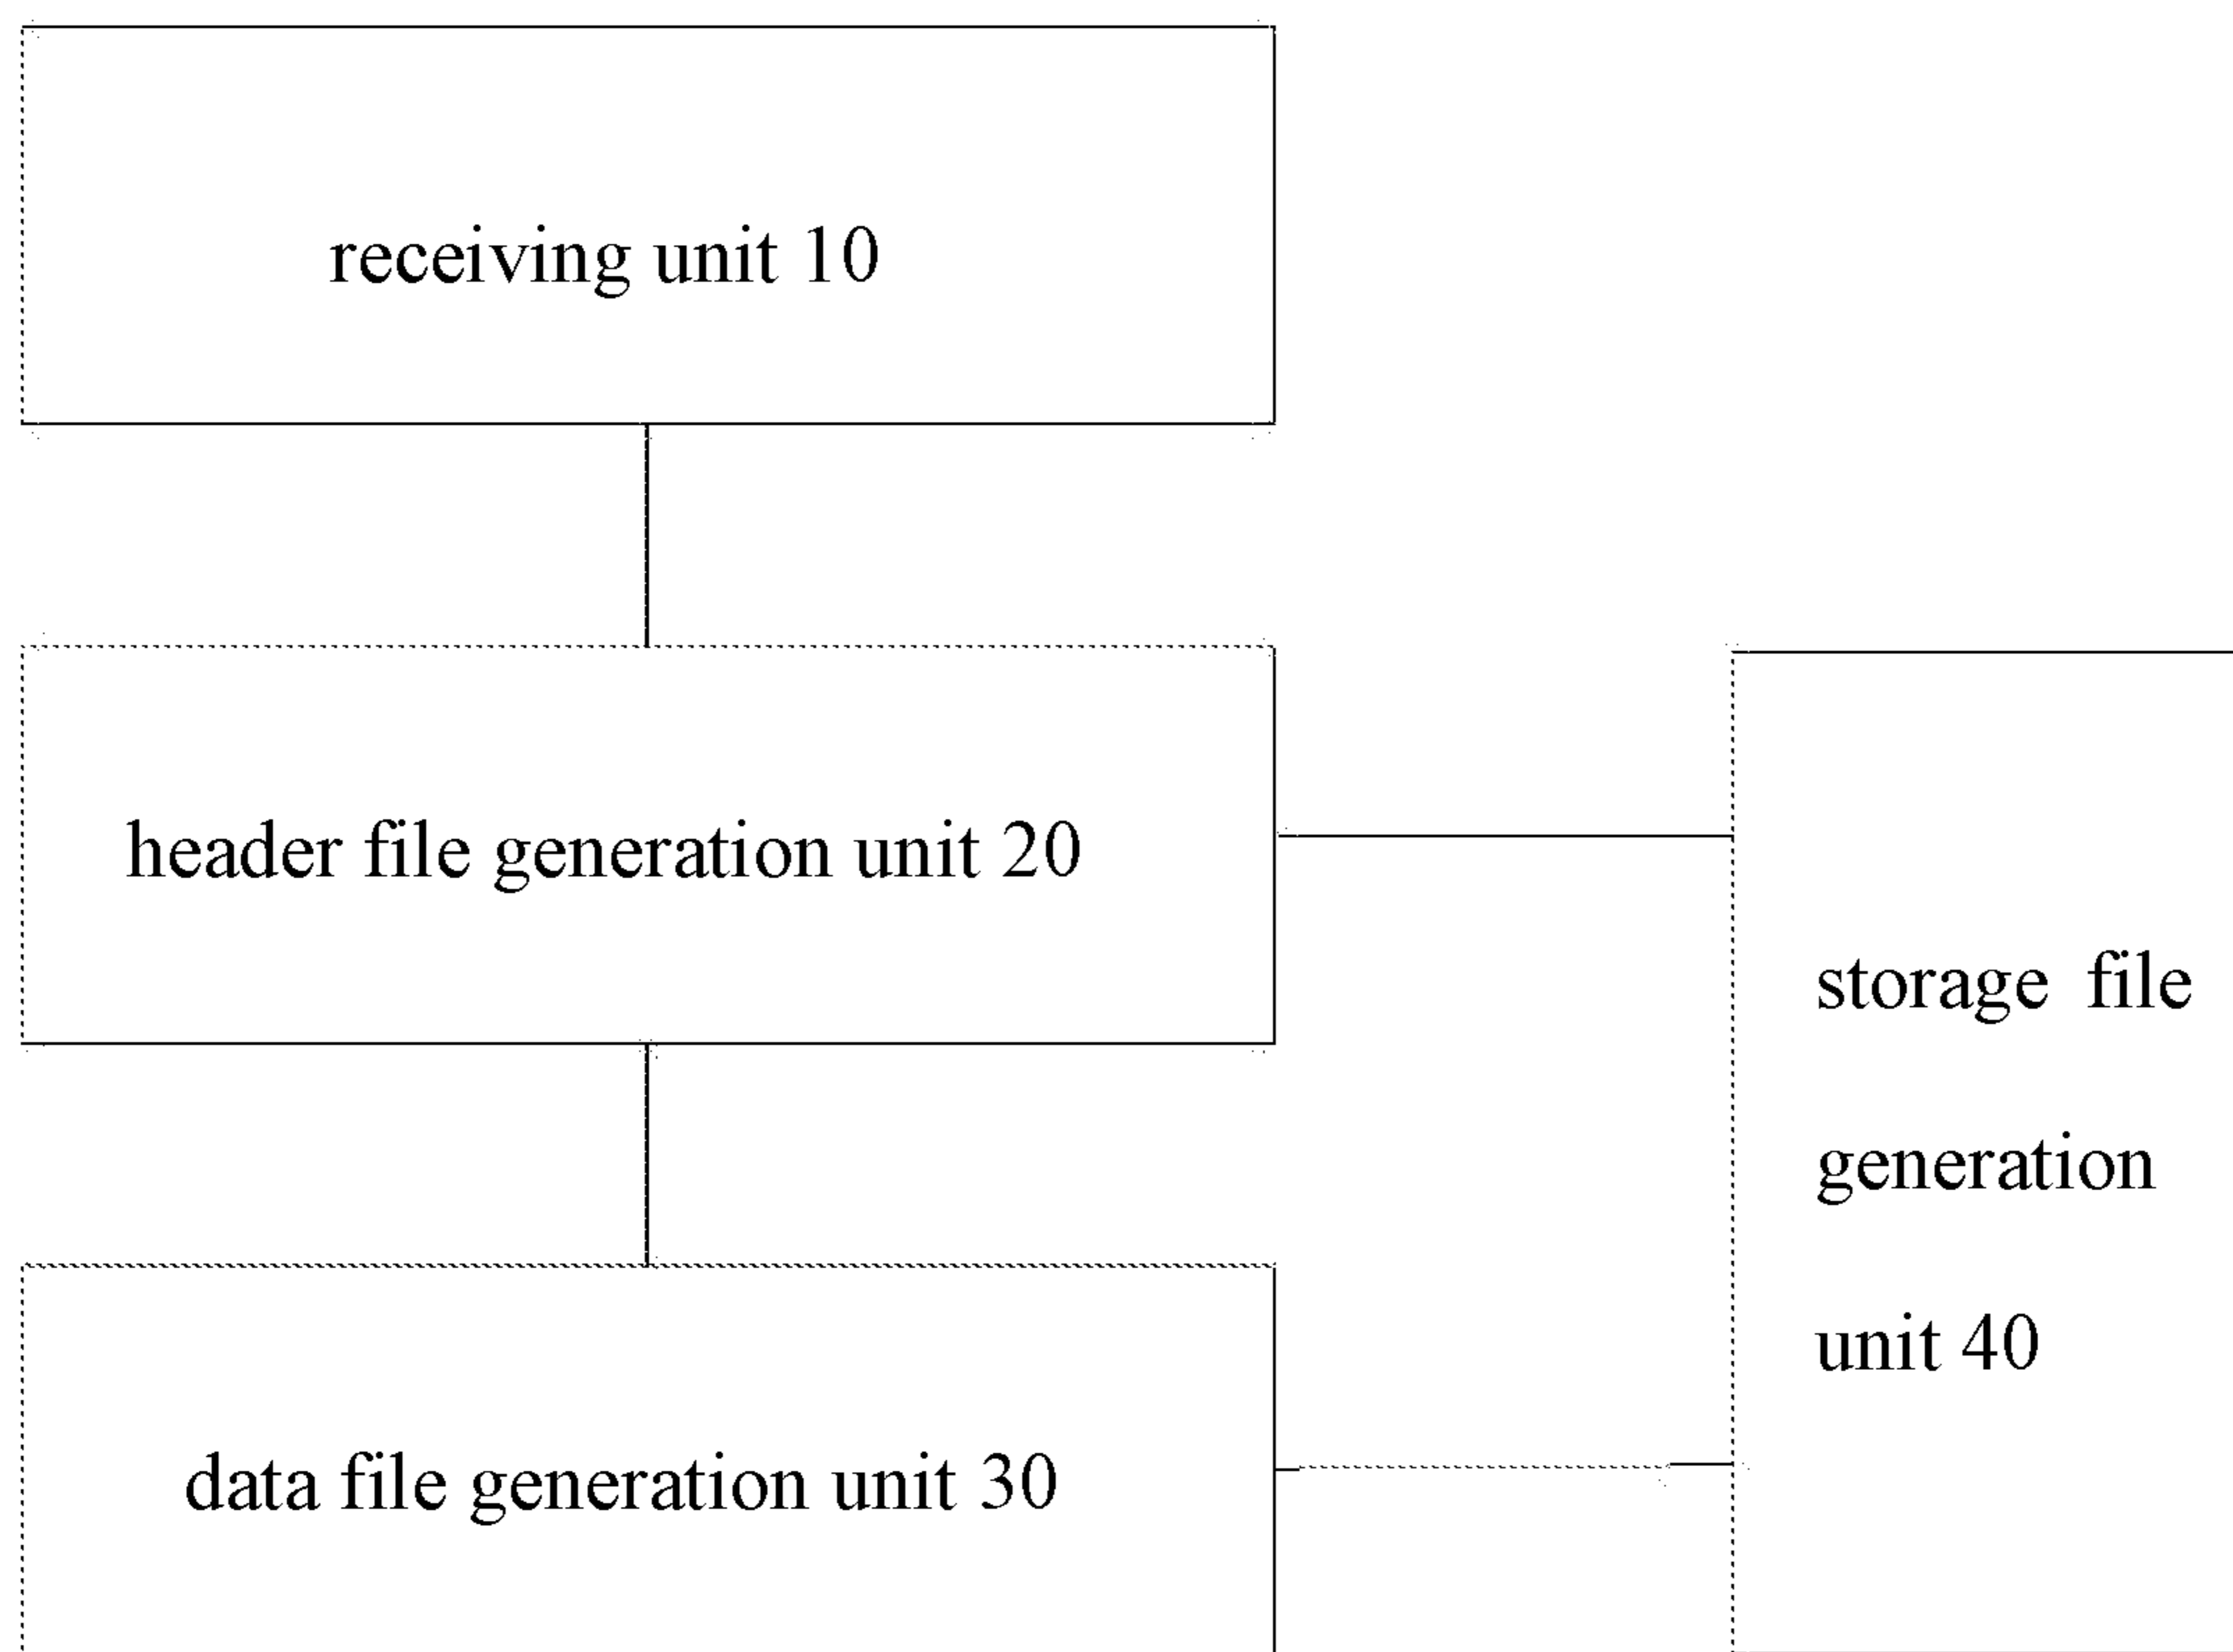 receiving unit 10
header file generation unit 20
storage file
generation
unit 40
data file generation unit 30